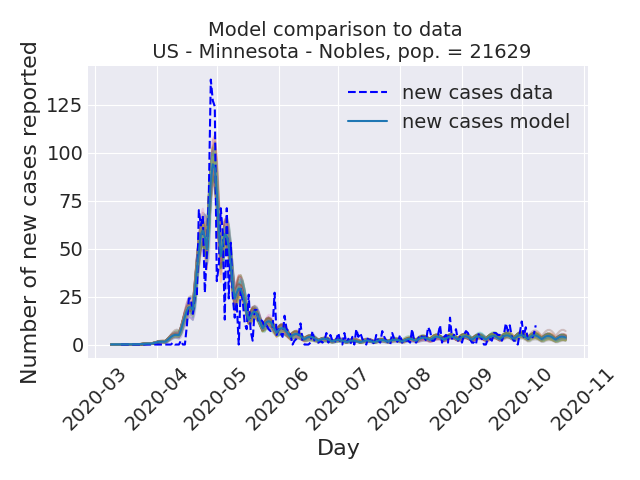 Model comparison to data
US - Minnesota - Nobles, pop. = 21629
Number of new cases reported
125
100
75
50
25
0
new cases data
new cases model
2020-03
2020-04
2020-05
2020-06
2020-07
2020-08
2020-09
2020-10
2020-11
Day